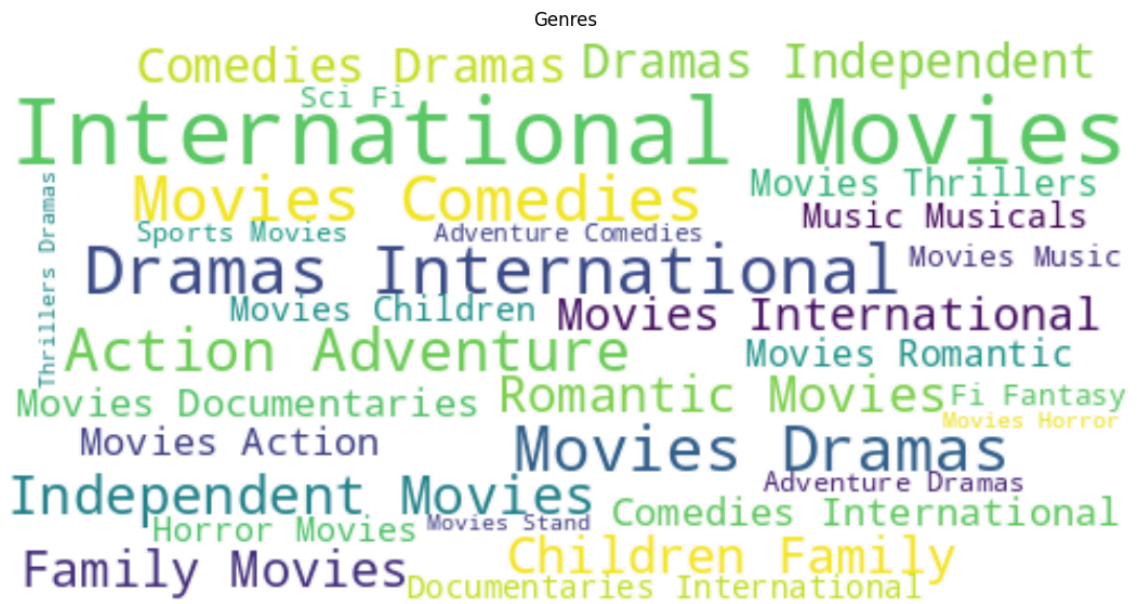 Genres
Comedies Dramas
Dramas Independent
Sci Fi
International Movies
Movies Comedies
Movies Thrillers
Music Musicals
Thrillers Dramas
Sports Movies
Adventure Comedies
Dramas International
Movies Music
Movies Children
Movies International
Action Adventure
Movies Romantic
Movies Documentaries
Romantic Movies
Fi Fantasy
Movies Horror
Movies Action
Movies Dramas
Independent Movies
Adventure Dramas
Horror Movies
Movies Stand
Comedies International
Family Movies
Children Family
Documentaries International